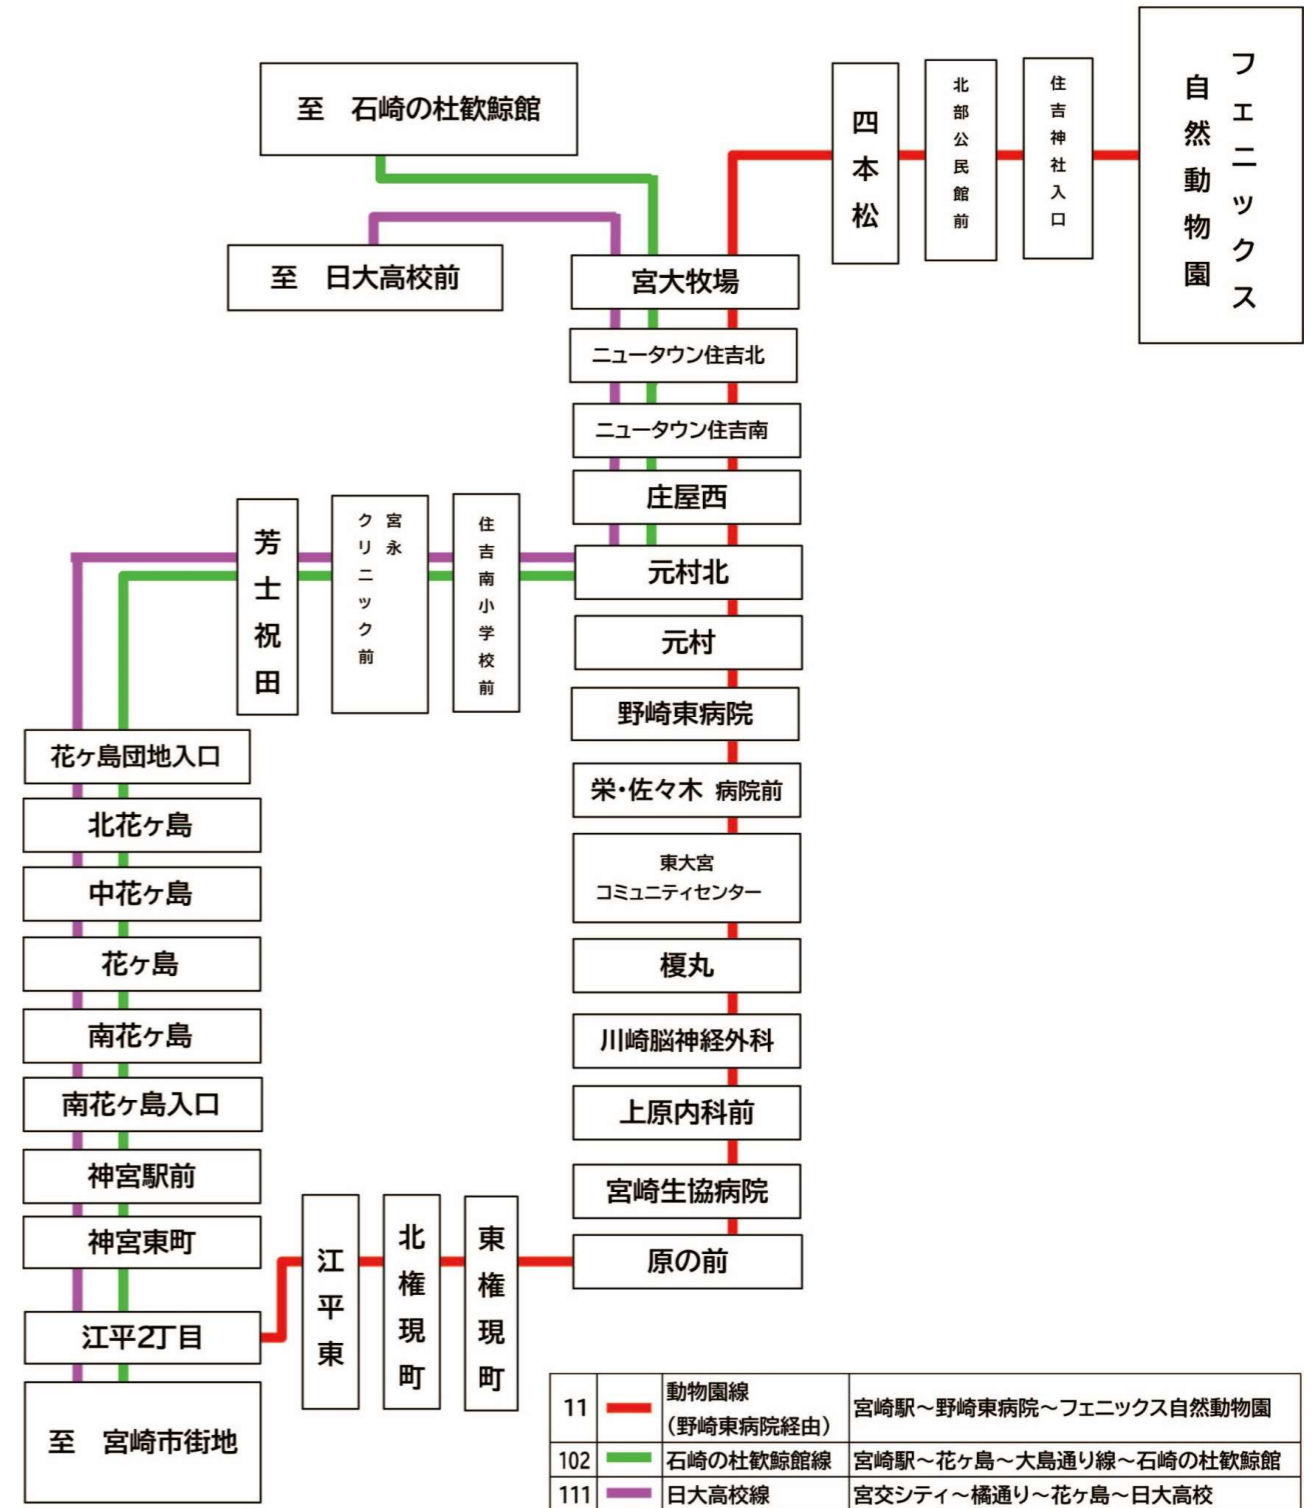 至　石崎の杜歓鯨館
至　日大高校前
四本松
北部公民館前
住吉神社入口
フェニックス
自然動物園
宮大牧場
ニュータウン住吉北
ニュータウン住吉南
庄屋西
元村北
住吉南小学校前
宮永
クリニック前
芳士祝田
元村
野崎東病院
栄・佐々木 病院前
東大宮
コミュニティセンター
榎丸
川崎脳神経外科
上原内科前
宮崎生協病院
原の前
東権現町
北権現町
江平東
花ヶ島団地入口
北花ヶ島
中花ヶ島
花ヶ島
南花ヶ島
南花ヶ島入口
神宮駅前
神宮東町
江平2丁目
至　宮崎市街地
11 動物園線
(野崎東病院経由) 宮崎駅～野崎東病院～フェニックス自然動物園
102 石崎の杜歓鯨館線 宮崎駅～花ヶ島～大島通り線～石崎の杜歓鯨館
111 日大高校線 宮交シティ～橘通り～花ヶ島～日大高校